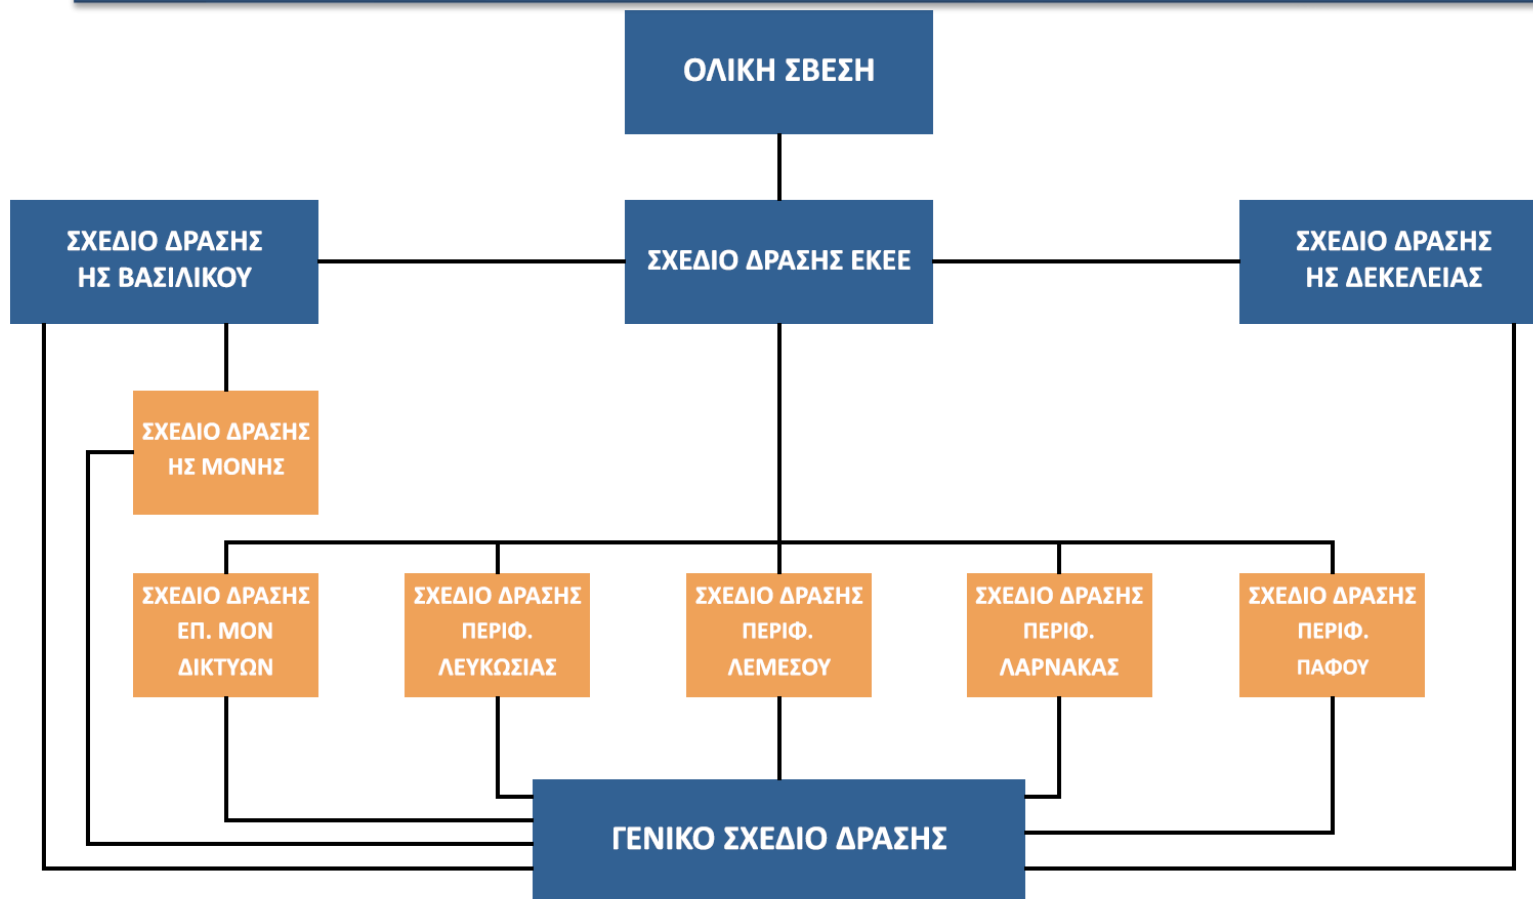 ΟΛΙΚΗ ΣΒΕΣΗ
ΣΧΕΔΙΟ ΔΡΑΣΗΣ
ΗΣ ΒΑΣΙΛΙΚΟΥ
ΣΧΕΔΙΟ ΔΡΑΣΗΣ ΕΚΕΕ
ΣΧΕΔΙΟ ΔΡΑΣΗΣ
ΗΣ ΔΕΚΕΛΕΙΑΣ
ΣΧΕΔΙΟ ΔΡΑΣΗΣ
ΗΣ ΜΟΝΗΣ
ΣΧΕΔΙΟ ΔΡΑΣΗΣ
ΕΠ. ΜΟΝ
ΔΙΚΤΥΩΝ
ΣΧΕΔΙΟ ΔΡΑΣΗΣ
ΠΕΡΙΦ.
ΛΕΥΚΩΣΙΑΣ
ΣΧΕΔΙΟ ΔΡΑΣΗΣ
ΠΕΡΙΦ.
ΛΕΜΕΣΟΥ
ΣΧΕΔΙΟ ΔΡΑΣΗΣ
ΠΕΡΙΦ.
ΛΑΡΝΑΚΑΣ
ΣΧΕΔΙΟ ΔΡΑΣΗΣ
ΠΕΡΙΦ.
ΠΑΦΟΥ
ΓΕΝΙΚΟ ΣΧΕΔΙΟ ΔΡΑΣΗΣ